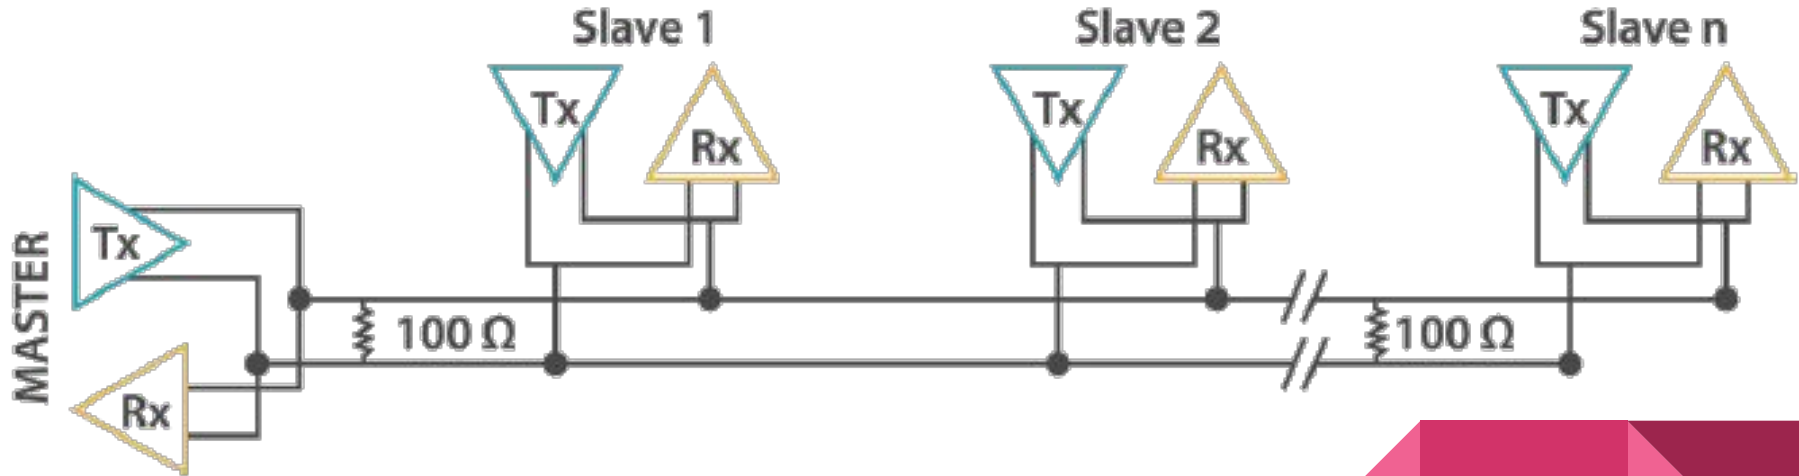 Slave 1
Slave 2
Slave n
Tx
Rx
Tx
Rx
Tx
Rx
MASTER
Tx
100 Ω
100 Ω
Rx